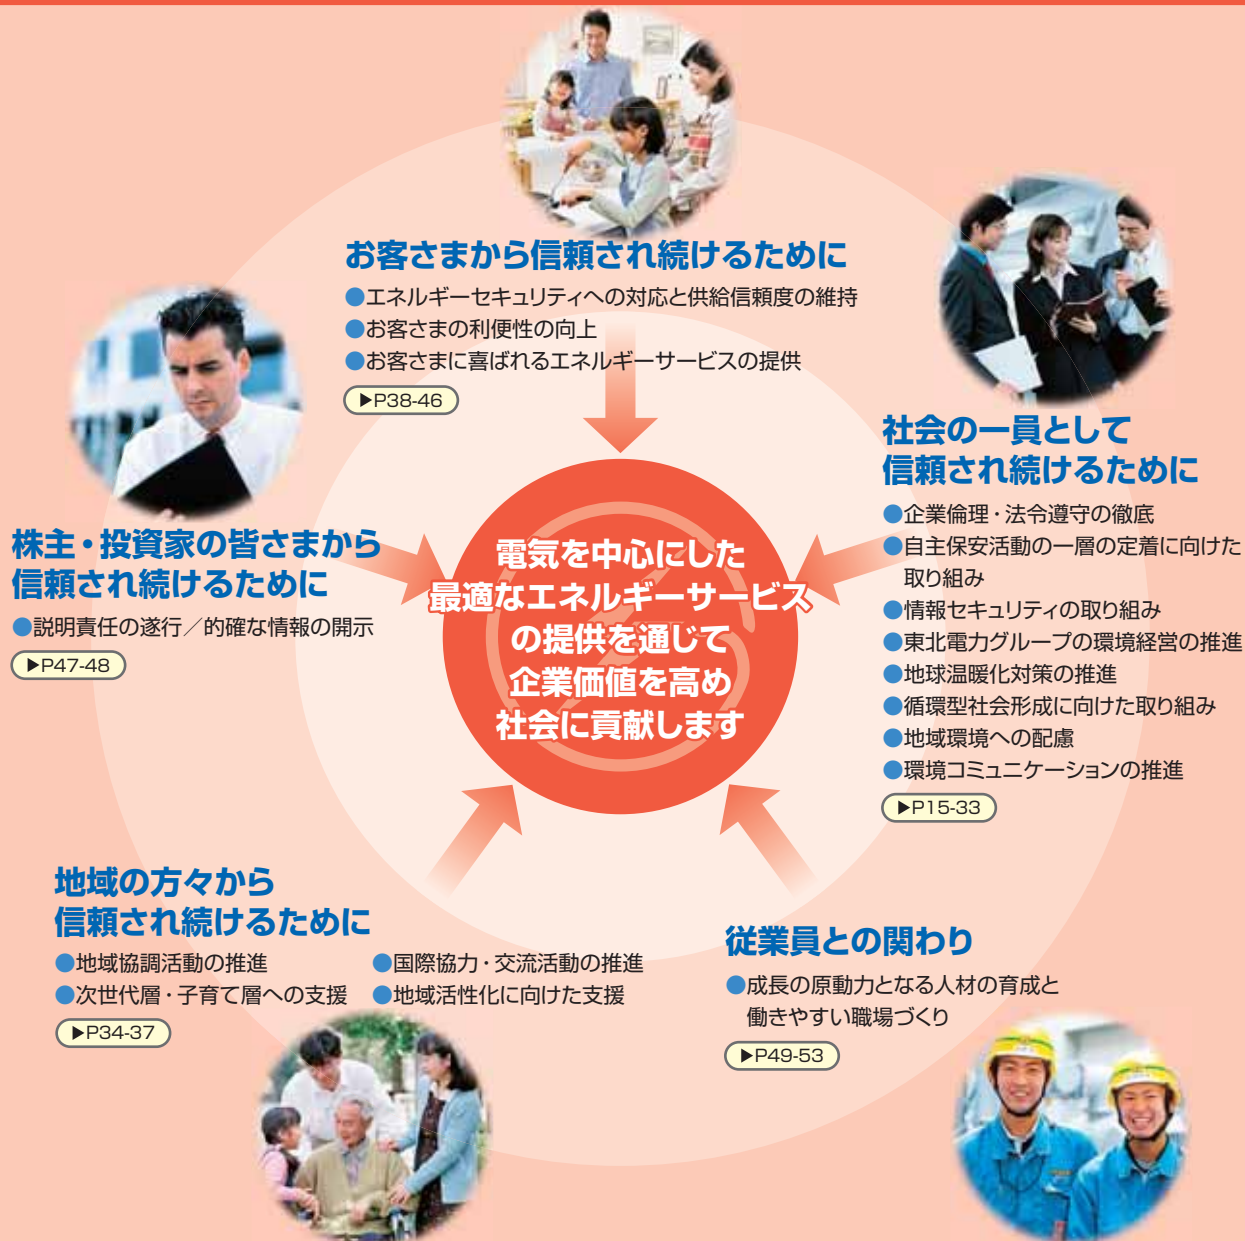 お客さまから信頼され続けるために
●エネルギーセキュリティへの対応と供給信頼度の維持
●お客さまの利便性の向上
●お客さまに喜ばれるエネルギーサービスの提供
▶P38-46
社会の一員として
信頼され続けるために
●企業倫理・法令遵守の徹底
●自主保安活動の一層の定着に向けた
取り組み
●情報セキュリティの取り組み
●東北電力グループの環境経営の推進
●地球温暖化対策の推進
●循環型社会形成に向けた取り組み
●地域環境への配慮
●環境コミュニケーションの推進
▶P15-33
株主・投資家の皆さまから
信頼され続けるために
●説明責任の遂行／的確な情報の開示
▶P47-48
電気を中心にした
最適なエネルギーサービス
の提供を通じて
企業価値を高め
社会に貢献します
地域の方々から
信頼され続けるために
●地域協調活動の推進
●次世代層・子育て層への支援
●国際協力・交流活動の推進
●地域活性化に向けた支援
▶P34-37
従業員との関わり
●成長の原動力となる人材の育成と
働きやすい職場づくり
▶P49-53